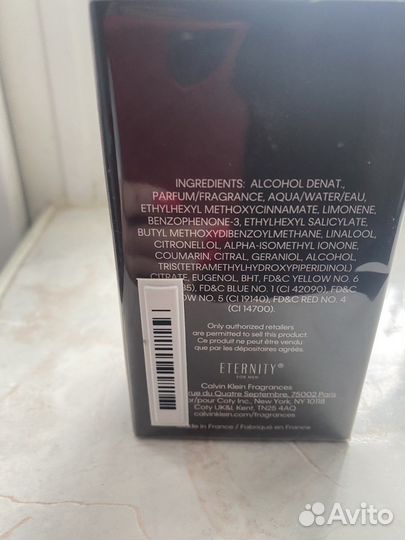 INGREDIENTS: ALCOHOL DENAT.,
PARFUM/FRAGRANCE, AQUA/WATER/EAU,
ETHYLHEXYL METHOXYCINNAMATE, LIMONENE,
BENZOPHENONE-3, ETHYLHEXYL SALICYLATE,
BUTYL METHOXYDIBENZOYLMETHANE, LINALOOL,
CITRONELLOL, ALPHA-ISOMETHYL IONONE,
COUMARIN, CITRAL, GERANIOL, ALCOHOL,
TRIS(TETRAMETHYLHYDROXYPIPERIDINOL)
CITRATE, EUGENOL, BHT. FD&C YELLOW NO. 6
85), FD&C BLUE NO. 1 (CI 42090), FD&C
OW NO. 5 (CI 19140), FD&C RED NO. 4
(CI 14700).
Only authorized retailers
are permitted to sell this product.
Ce produit ne peut être vendu
que par les dépositaires agréés.
ETERNITY®
FOR MEN
Calvin Klein Fragrances
rue du Quatre Septembre, 75002 Paris
or/pour Coty Inc., New York, NY 10118
Coty UK&I, Kent, TN25 4AQ
calvinklein.com/fragrances
de in France / Fabriqué en France
Avito